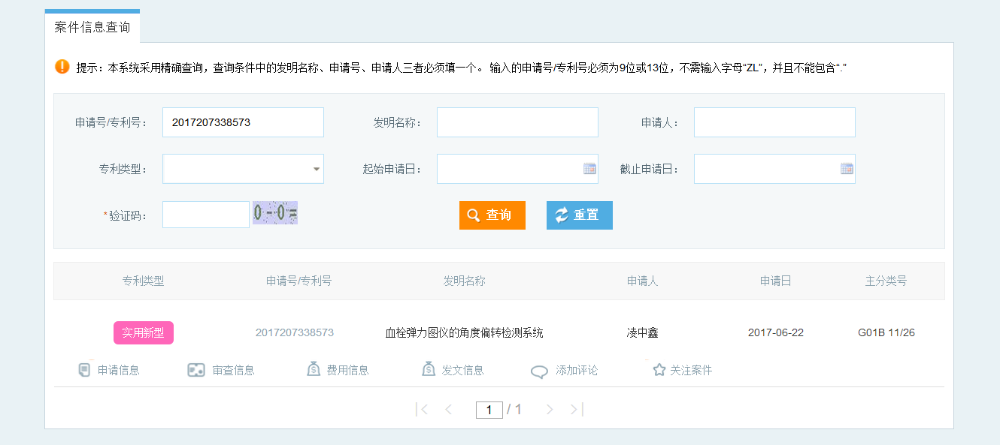 案件信息查询
提示：本系统采用精确查询，查询条件中的发明名称、申请号、申请人三者必须填一个。 输入的申请号/专利号必须为9位或13位，不需输入字母“ZL”，并且不能包含“.”
申请号/专利号： 2017207338573 发明名称： 申请人：
专利类型： 起始申请日： 截止申请日：
*验证码： 0-0= 查询 重置
专利类型 申请号/专利号 发明名称 申请人 申请日 主分类号
实用新型 2017207338573 血栓弹力图仪的角度偏转检测系统 凌中鑫 2017-06-22 G01B 11/26
申请信息 审查信息 费用信息 发文信息 添加评论 关注案件
1 / 1